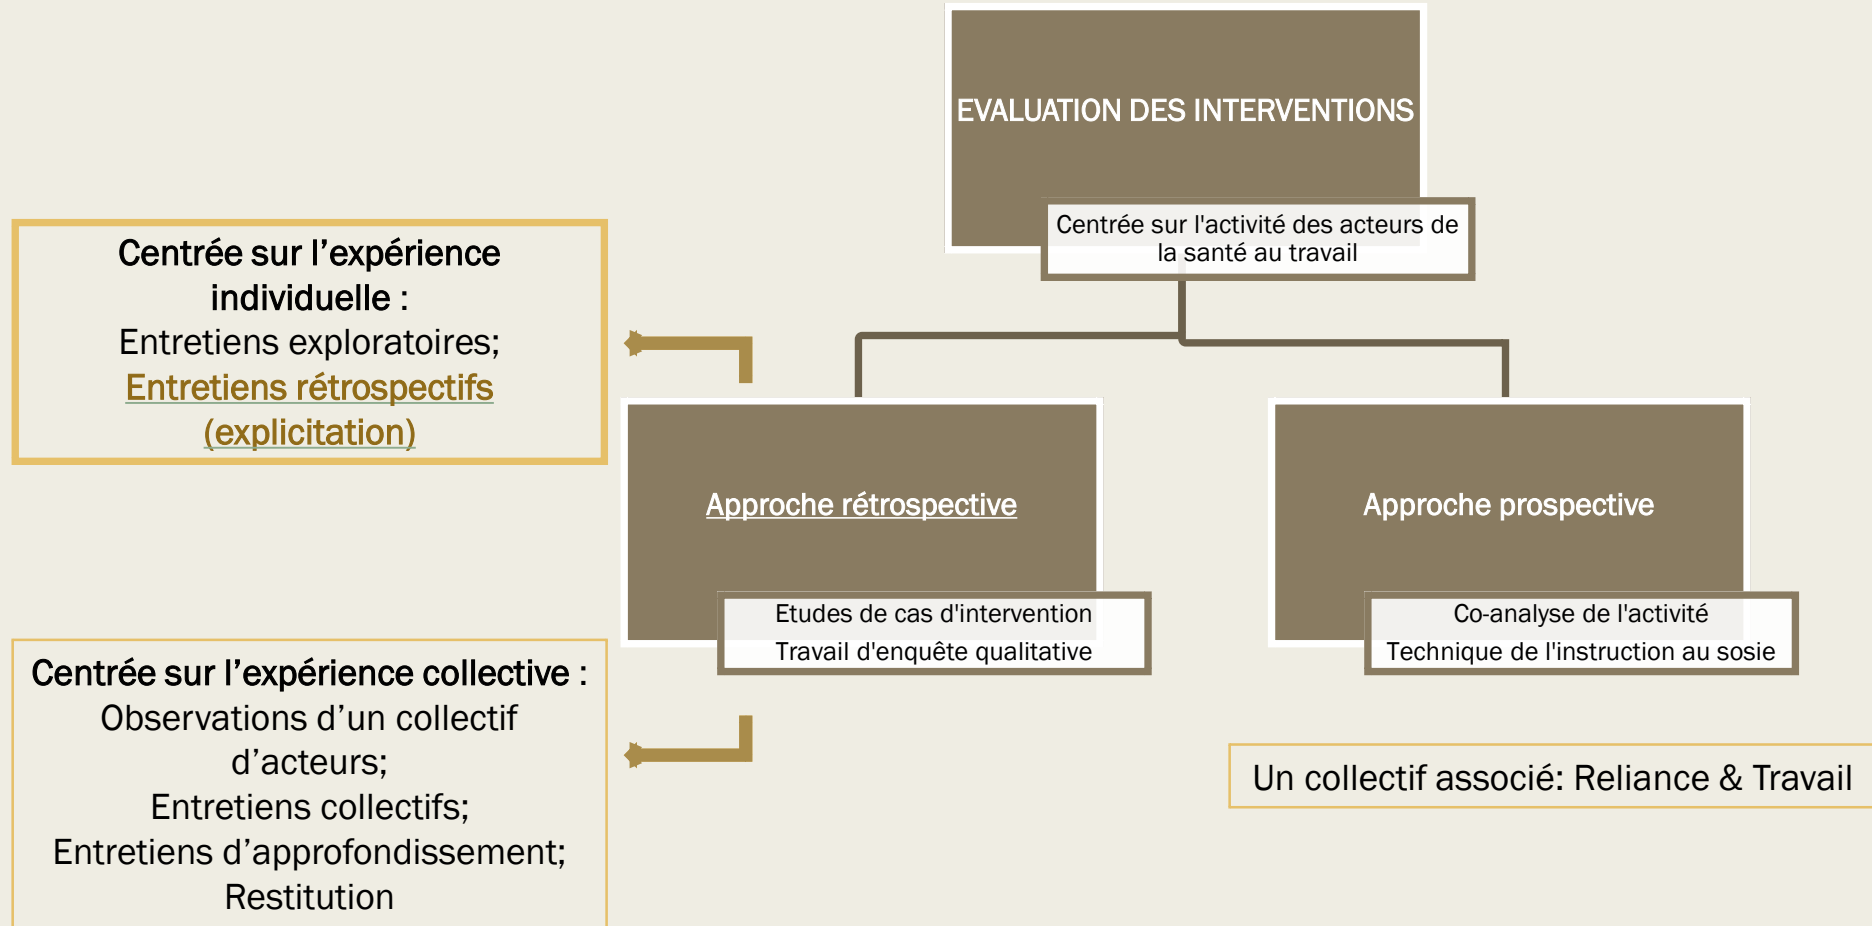 EVALUATION DES INTERVENTIONS
Centrée sur l'activité des acteurs de
la santé au travail
Centrée sur l’expérience
individuelle :
Entretiens exploratoires;
Entretiens rétrospectifs
(explicitation)
Approche rétrospective
Etudes de cas d'intervention
Travail d'enquête qualitative
Approche prospective
Co-analyse de l'activité
Technique de l'instruction au sosie
Centrée sur l’expérience collective :
Observations d’un collectif
d’acteurs;
Entretiens collectifs;
Entretiens d’approfondissement;
Restitution
Un collectif associé: Reliance & Travail